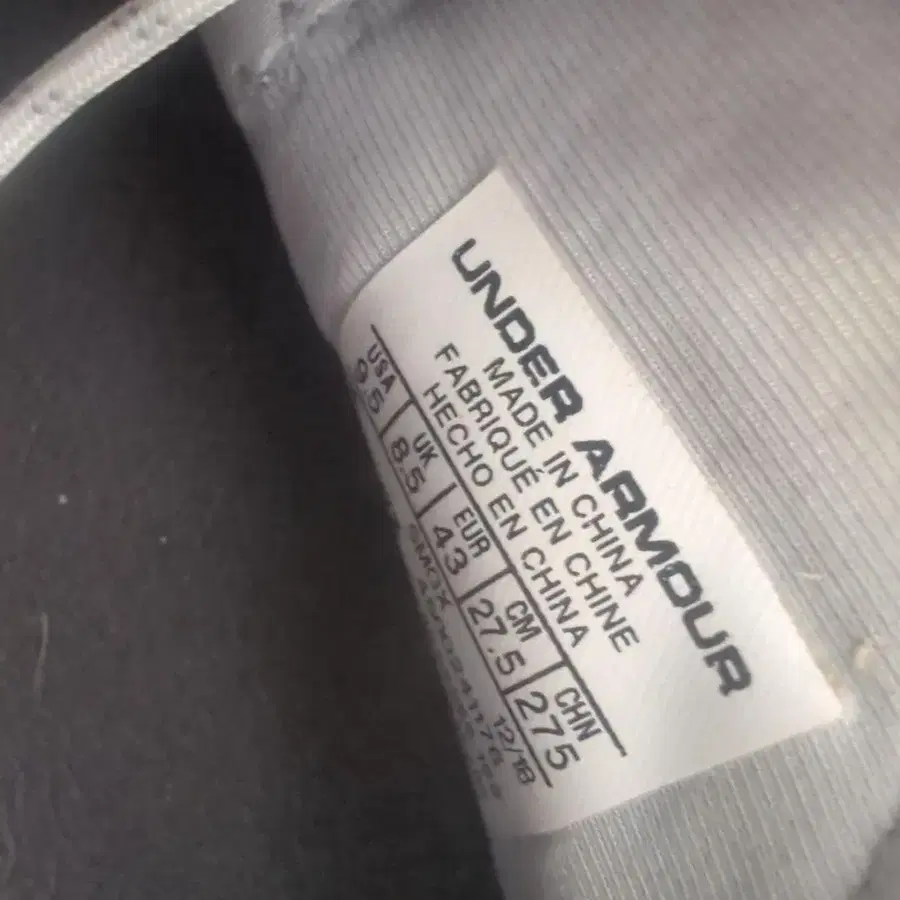 UNDER ARMOUR
MADE IN CHINA
FABRIQUÉ EN CHINE
HECHO EN CHINA
USA UK EUR CM CHN
9.5 8.5 43 27.5 275
12/18